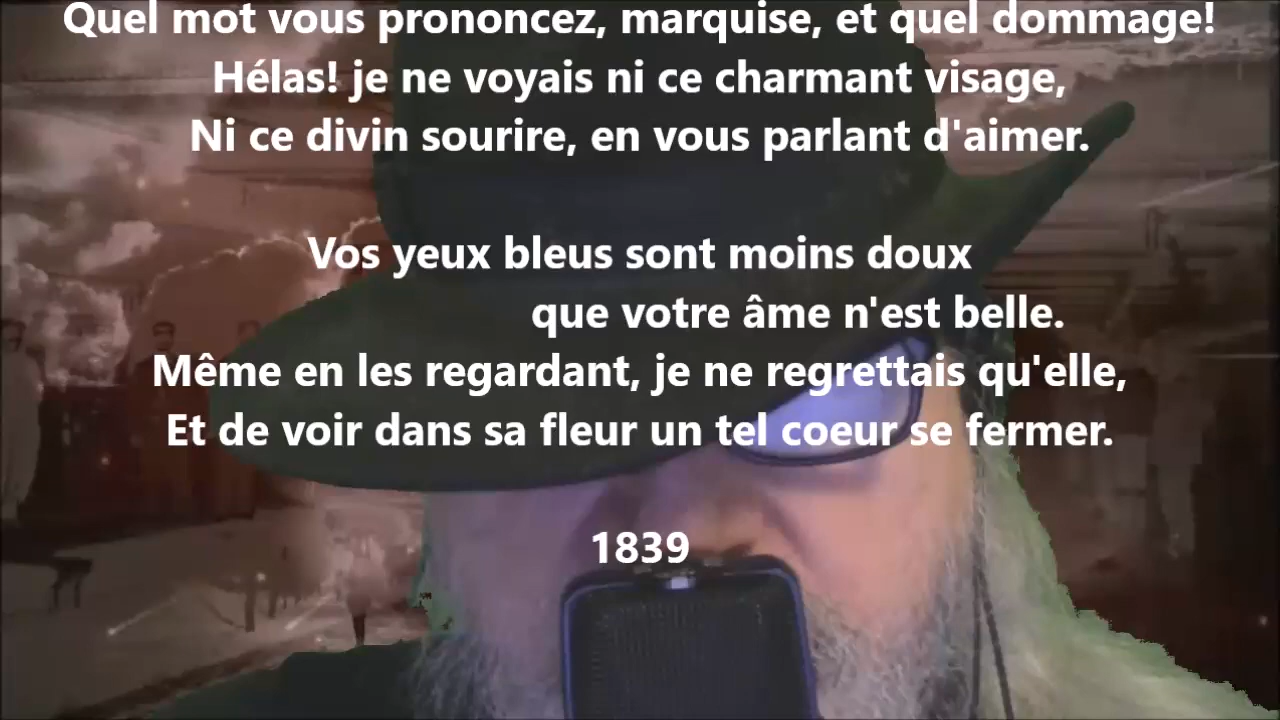 Quel mot vous prononcez, marquise, et quel dommage!
Hélas! je ne voyais ni ce charmant visage,
Ni ce divin sourire, en vous parlant d'aimer.
Vos yeux bleus sont moins doux
que votre âme n'est belle.
Même en les regardant, je ne regrettais qu'elle,
Et de voir dans sa fleur un tel coeur se fermer.
1839